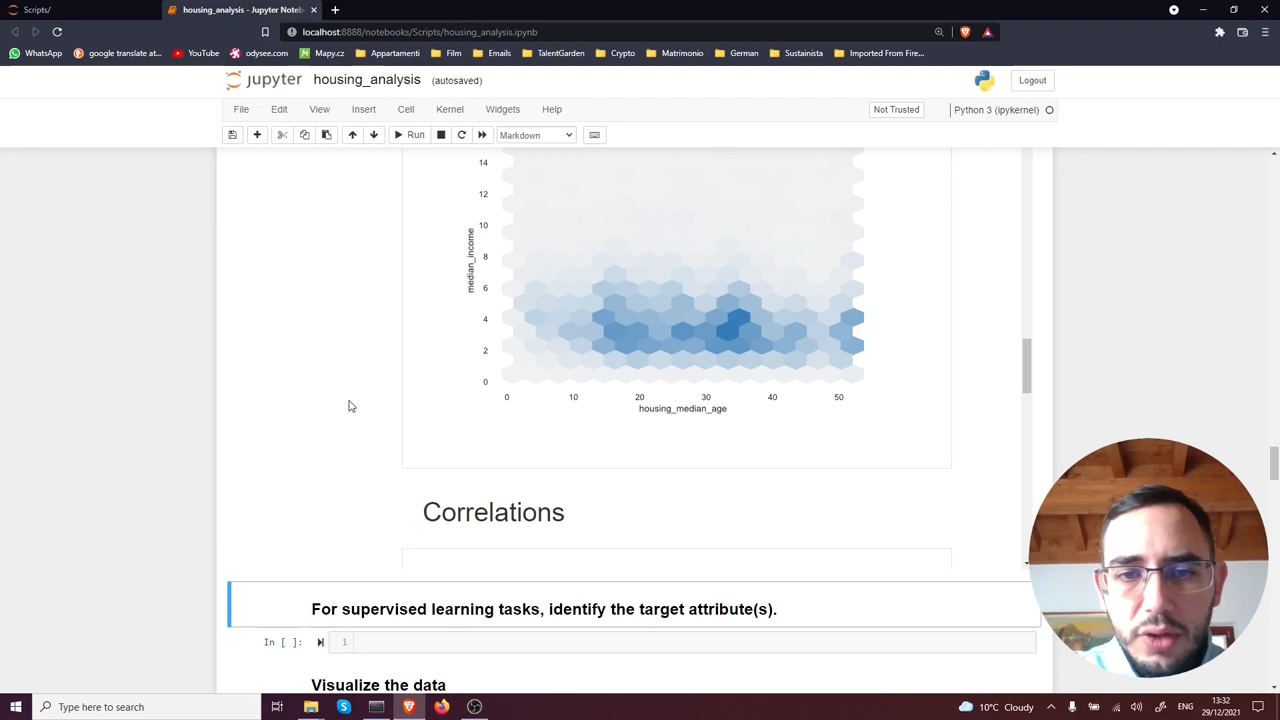 Scripts/
housing_analysis - Jupyter Noteb
localhost:8888/notebooks/Scripts/housing_analysis.ipynb
WhatsApp
google translate at...
YouTube
odysee.com
Mapy.cz
Appartamenti
Film
Emails
TalentGarden
Crypto
Matrimonio
German
Sustainista
Imported From Fire...
jupyter
housing_analysis
(autosaved)
Logout
File
Edit
View
Insert
Cell
Kernel
Widgets
Help
Not Trusted
Python 3 (ipykernel)
Run
Markdown
14
12
10
8
6
4
2
0
median_income
0
10
20
30
40
50
housing_median_age
Correlations
For supervised learning tasks, identify the target attribute(s).
In [ ]:
1
Visualize the data
Type here to search
10°C Cloudy
13:32
29/12/2021